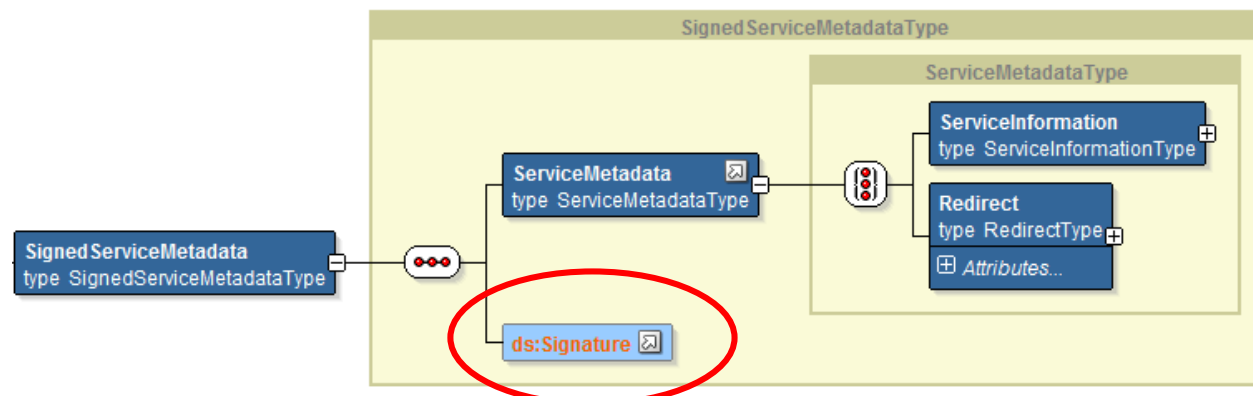 SignedServiceMetadataType
ServiceMetadataType
ServiceInformation
type ServiceInformationType
ServiceMetadata
type ServiceMetadataType
Redirect
type RedirectType
Attributes...
SignedServiceMetadata
type SignedServiceMetadataType
ds:Signature